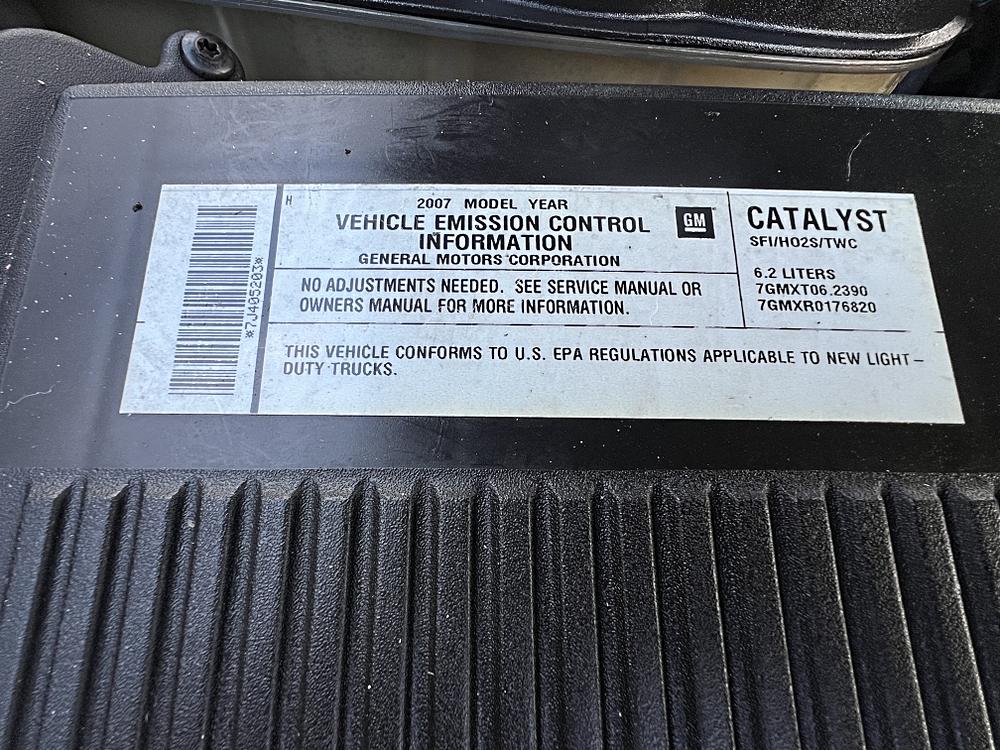 *7J405203*
H
2007 MODEL YEAR
VEHICLE EMISSION CONTROL
INFORMATION
GENERAL MOTORS CORPORATION
GM
NO ADJUSTMENTS NEEDED. SEE SERVICE MANUAL OR
OWNERS MANUAL FOR MORE INFORMATION.
CATALYST
SFI/HO2S/TWC
6.2 LITERS
7GMXT06.2390
7GMXR0176820
THIS VEHICLE CONFORMS TO U.S. EPA REGULATIONS APPLICABLE TO NEW LIGHT-
DUTY TRUCKS.